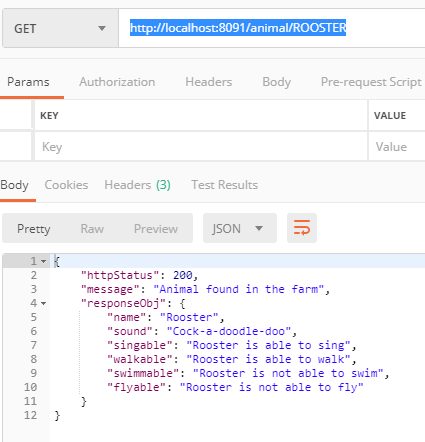 GET http://localhost:8091/animal/ROOSTER
Params Authorization Headers Body Pre-request Script
KEY VALUE
Key Value
Body Cookies Headers (3) Test Results
Pretty Raw Preview JSON
1 {
2 "httpStatus": 200,
3 "message": "Animal found in the farm",
4 "responseObj": {
5 "name": "Rooster",
6 "sound": "Cock-a-doodle-doo",
7 "singable": "Rooster is able to sing",
8 "walkable": "Rooster is able to walk",
9 "swimmable": "Rooster is not able to swim",
10 "flyable": "Rooster is not able to fly"
11 }
12 }